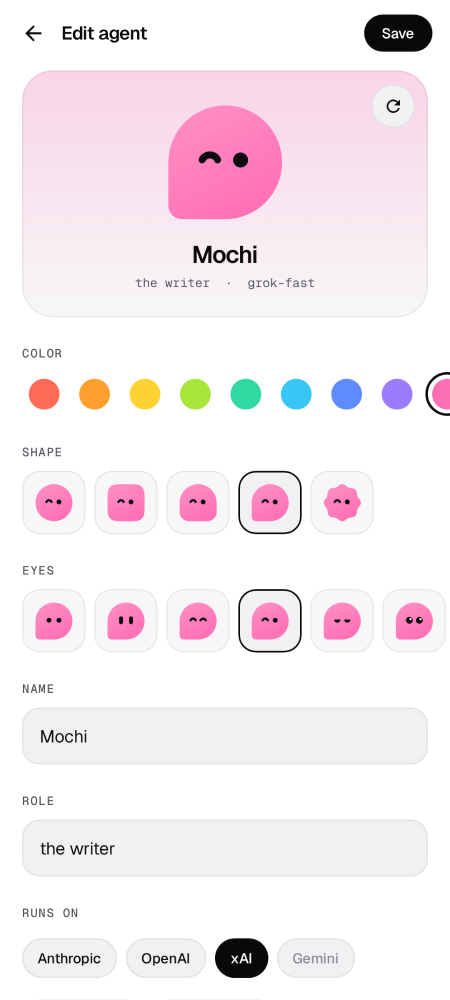 Edit agent
Save
Mochi
the writer · grok-fast
COLOR
SHAPE
EYES
NAME
Mochi
ROLE
the writer
RUNS ON
Anthropic OpenAI xAI Gemini